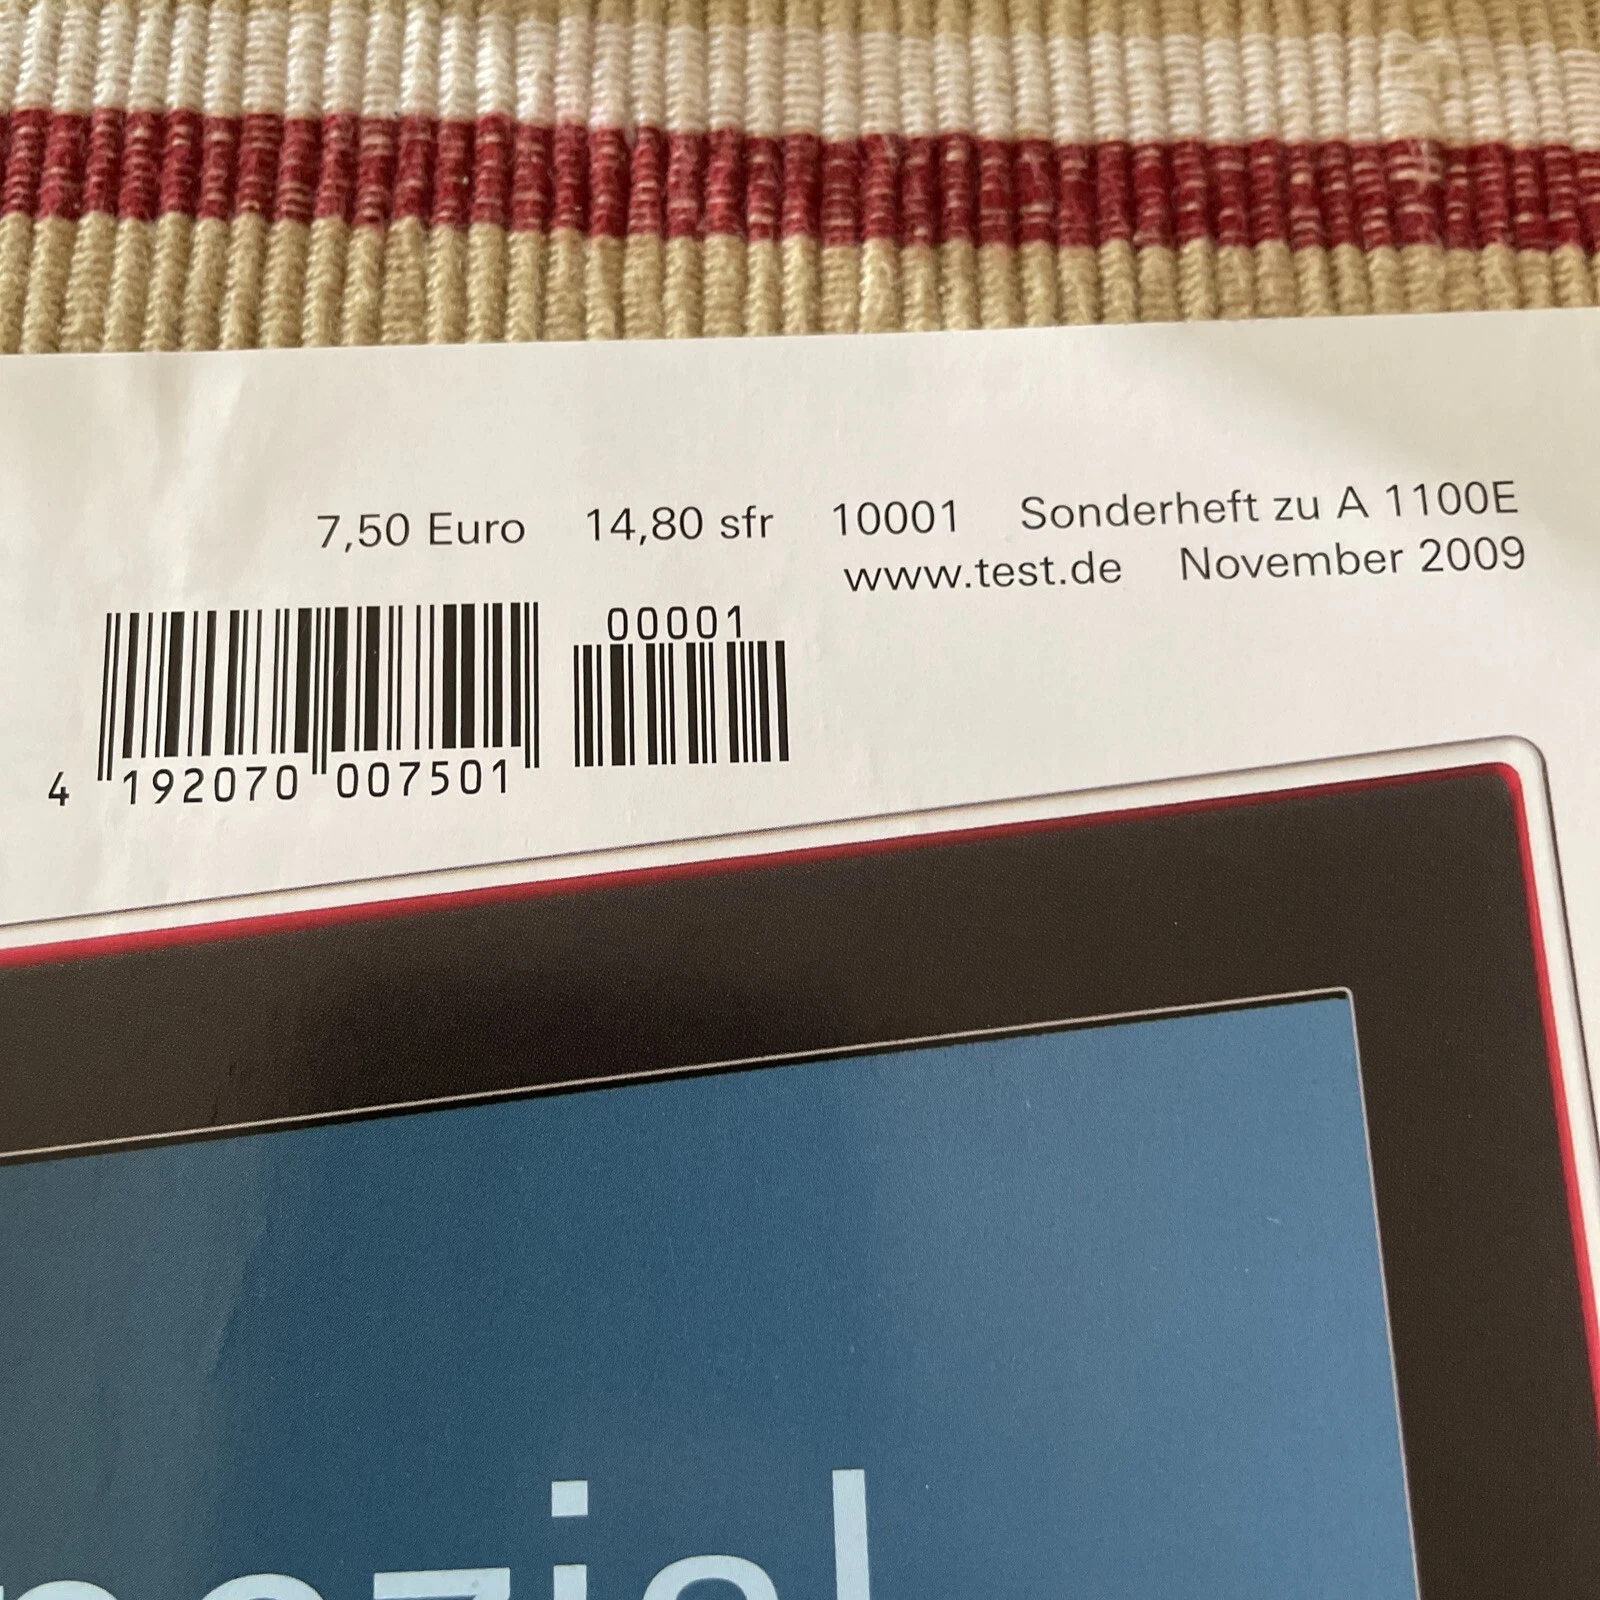 7,50 Euro 14,80 sfr 10001 Sonderheft zu A 1100E
www.test.de November 2009
00001
4 192070 007501